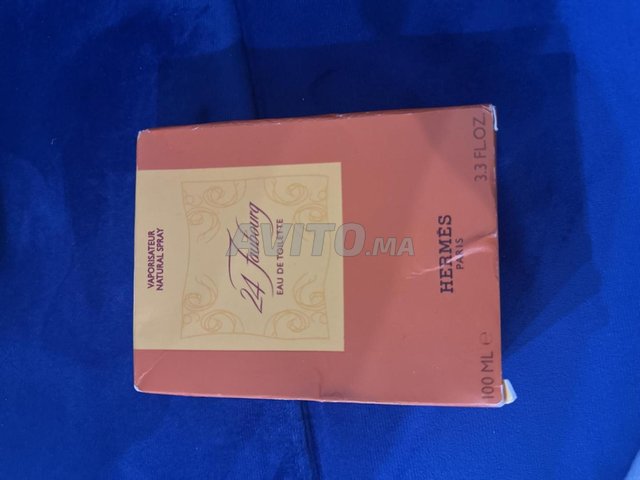 VAPORISATEUR
NATURAL SPRAY
24 Faubourg
EAU DE TOILETTE
HERMÈS
PARIS
100 ML ℮
3.3 FL.OZ
AVITO.MA